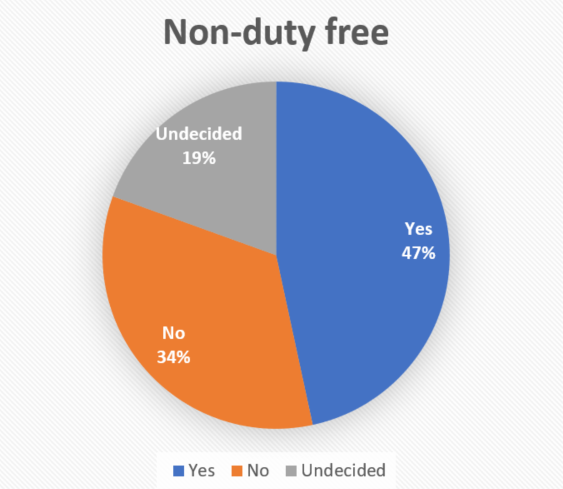 Non-duty free
Undecided
19%
Yes
47%
No
34%
Yes No Undecided